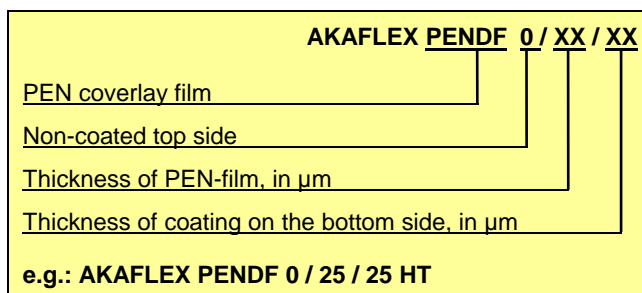 AKAFLEX PENDF 0 / XX / XX
PEN coverlay film
Non-coated top side
Thickness of PEN-film, in µm
Thickness of coating on the bottom side, in µm
e.g.: AKAFLEX PENDF 0 / 25 / 25 HT